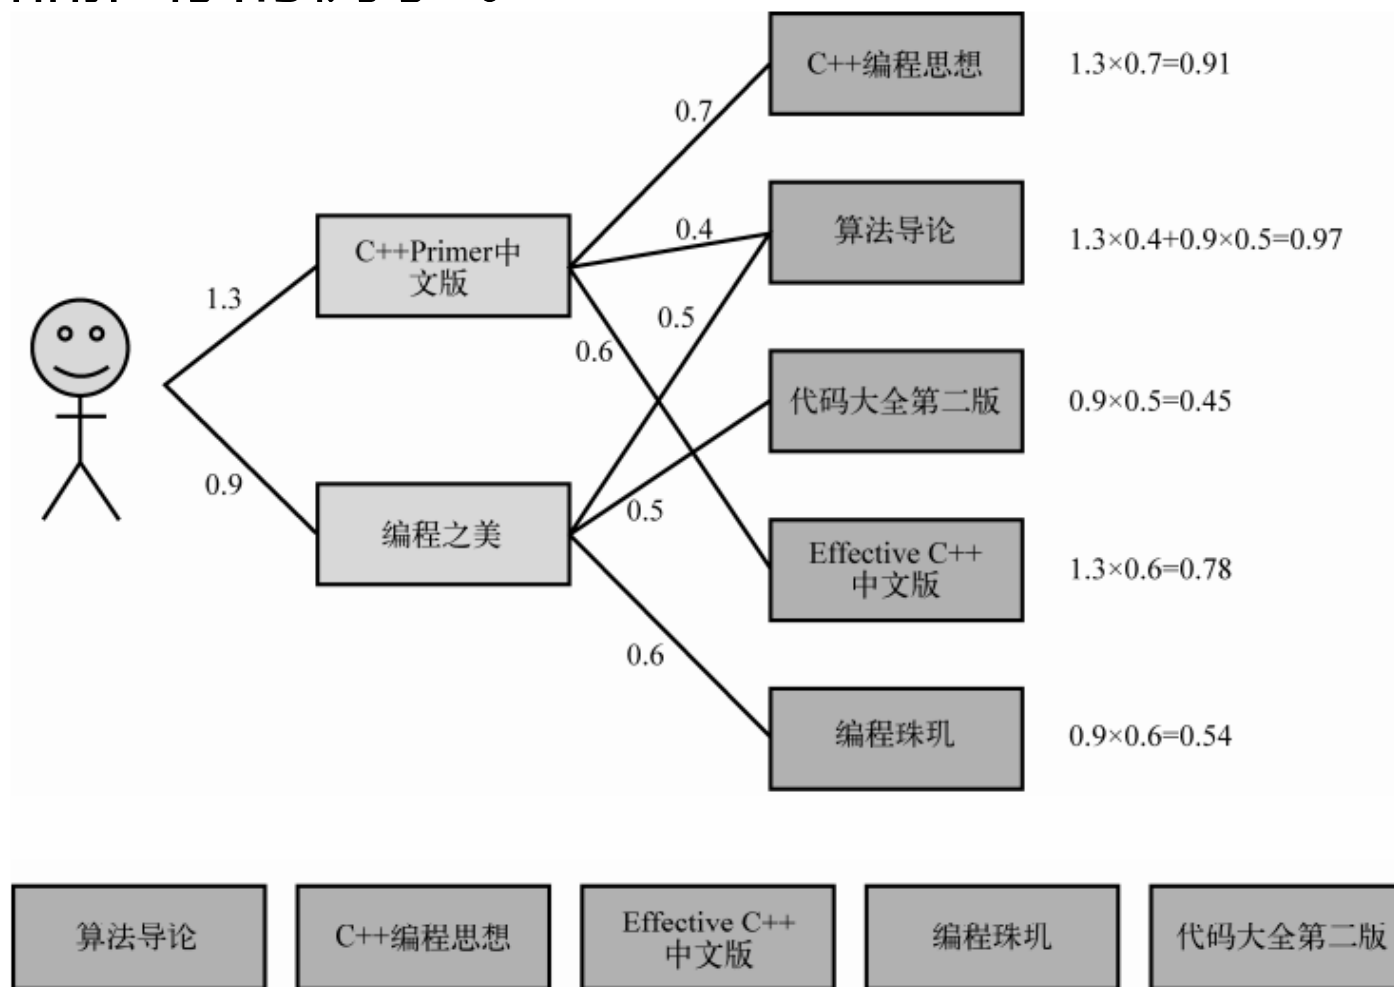 C++编程思想
1.3×0.7=0.91
0.7
算法导论
1.3×0.4+0.9×0.5=0.97
0.4
C++Primer中
文版
1.3
0.5
0.6
代码大全第二版
0.9×0.5=0.45
0.9
0.5
编程之美
Effective C++
中文版
1.3×0.6=0.78
0.6
编程珠玑
0.9×0.6=0.54
算法导论
C++编程思想
Effective C++
中文版
编程珠玑
代码大全第二版